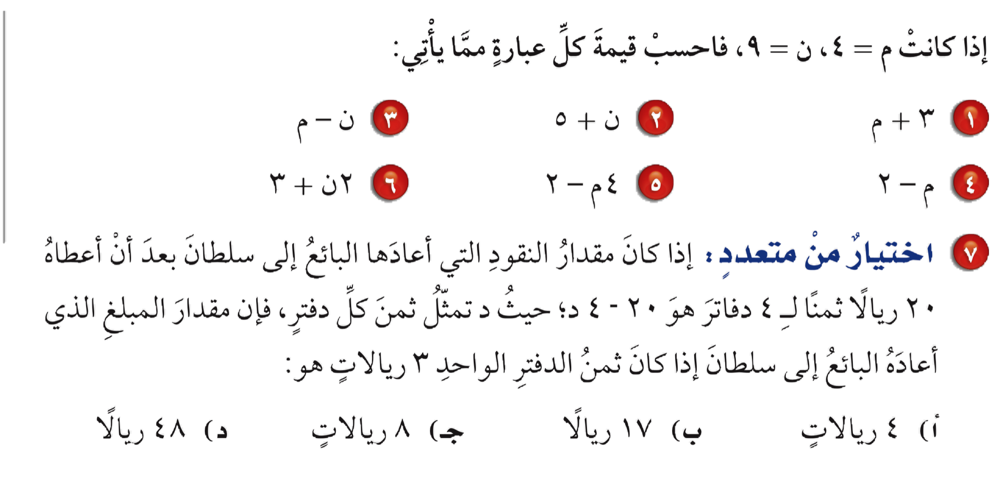 إذا كانتْ م = ٤، ن = ٩، فاحسبْ قيمةَ كلِّ عبارةٍ ممَّا يأْتِي:
١ ٣ + م ٢ ن + ٥ ٣ ن – م
٤ م – ٢ ٥ ٤م – ٢ ٦ ٢ن + ٣
٧ اختيارٌ منْ متعددٍ: إذا كانَ مقدارُ النقودِ التي أعادَها البائعُ إلى سلطانَ بعدَ أنْ أعطاهُ
٢٠ ريالًا ثمنًا لـِ ٤ دفاترَ هوَ ٢٠ - ٤ د؛ حيثُ د تمثّلُ ثمنَ كلِّ دفترٍ، فإن مقدارَ المبلغِ الذي
أعادَهُ البائعُ إلى سلطانَ إذا كانَ ثمنُ الدفترِ الواحدِ ٣ ريالاتٍ هو:
أ) ٤ ريالاتٍ ب) ١٧ ريالًا جـ) ٨ ريالاتٍ د) ٤٨ ريالًا